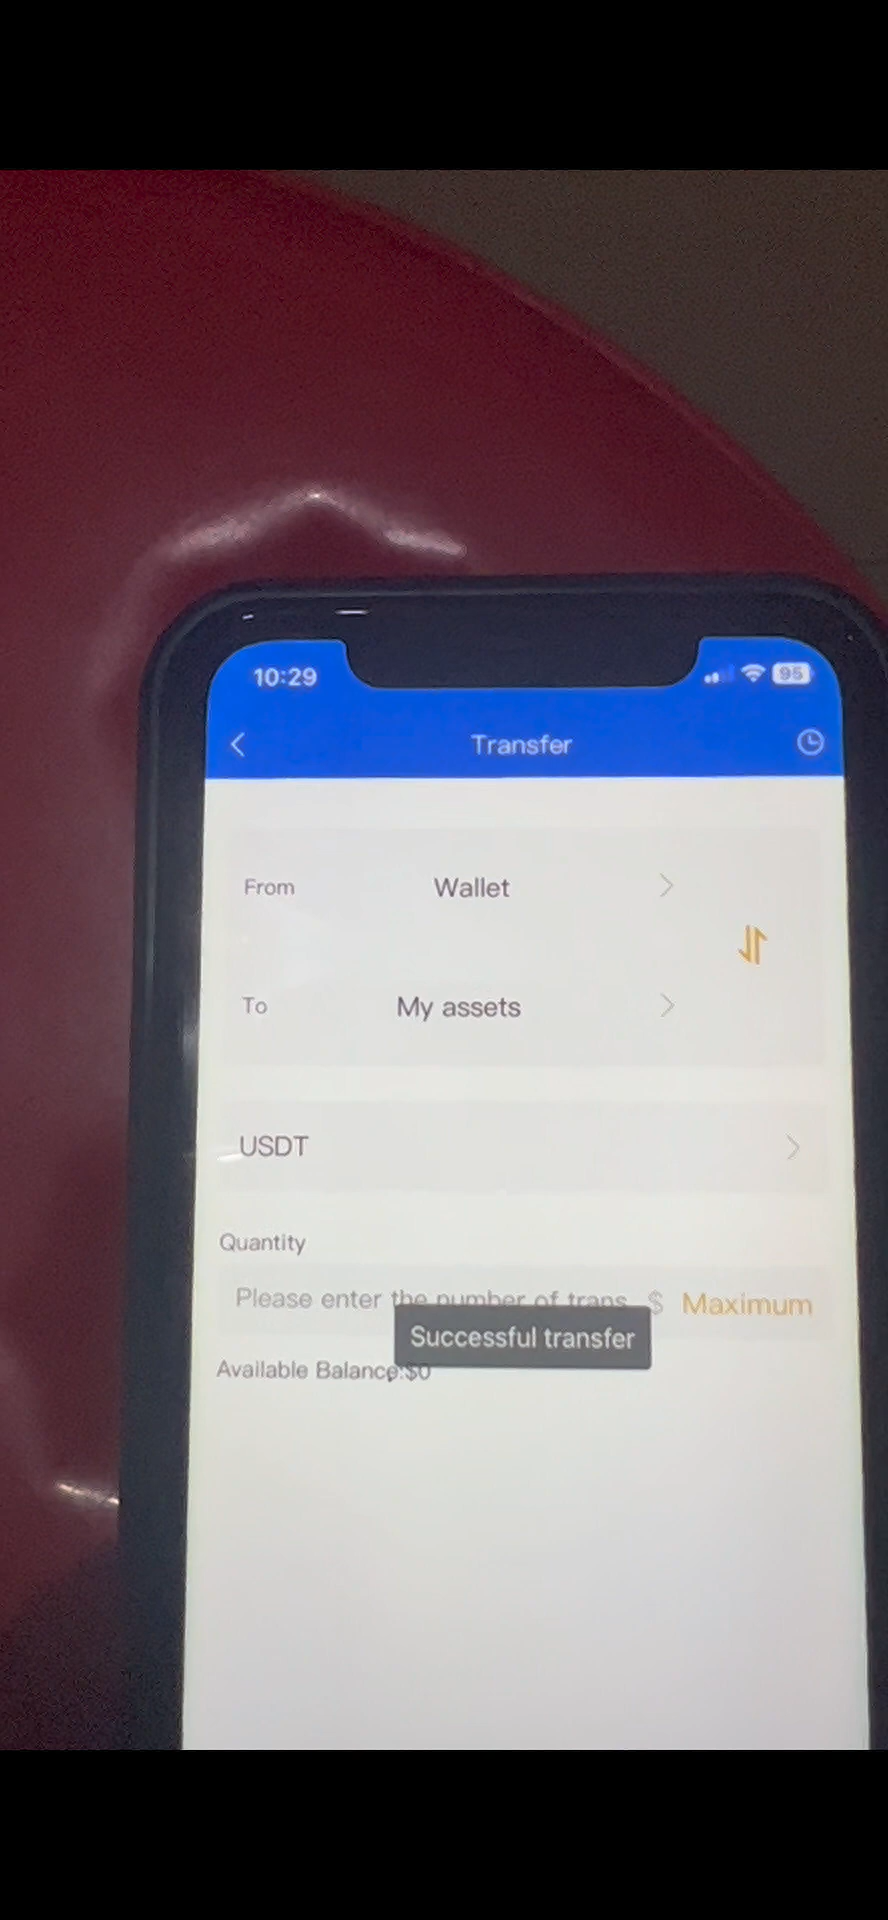 10:29
95
Transfer
From Wallet
To My assets
USDT
Quantity
Please enter the number of trans $ Maximum
Successful transfer
Available Balance:$0